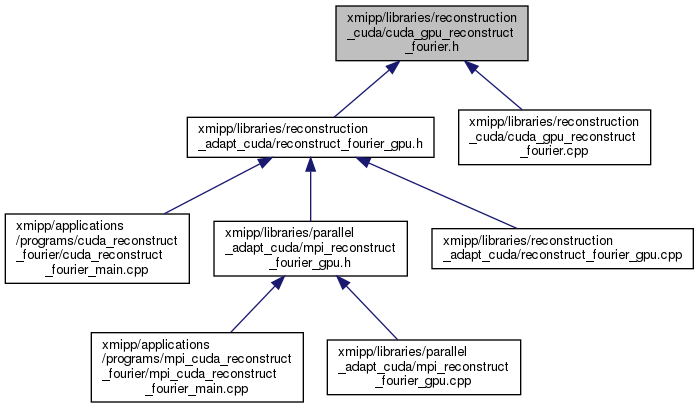 xmipp/libraries/reconstruction
_cuda/cuda_gpu_reconstruct
_fourier.h
xmipp/libraries/reconstruction
_adapt_cuda/reconstruct_fourier_gpu.h
xmipp/libraries/reconstruction
_cuda/cuda_gpu_reconstruct
_fourier.cpp
xmipp/applications
/programs/cuda_reconstruct
_fourier/cuda_reconstruct
_fourier_main.cpp
xmipp/libraries/parallel
_adapt_cuda/mpi_reconstruct
_fourier_gpu.h
xmipp/libraries/reconstruction
_adapt_cuda/reconstruct_fourier_gpu.cpp
xmipp/applications
/programs/mpi_cuda_reconstruct
_fourier/mpi_cuda_reconstruct
_fourier_main.cpp
xmipp/libraries/parallel
_adapt_cuda/mpi_reconstruct
_fourier_gpu.cpp